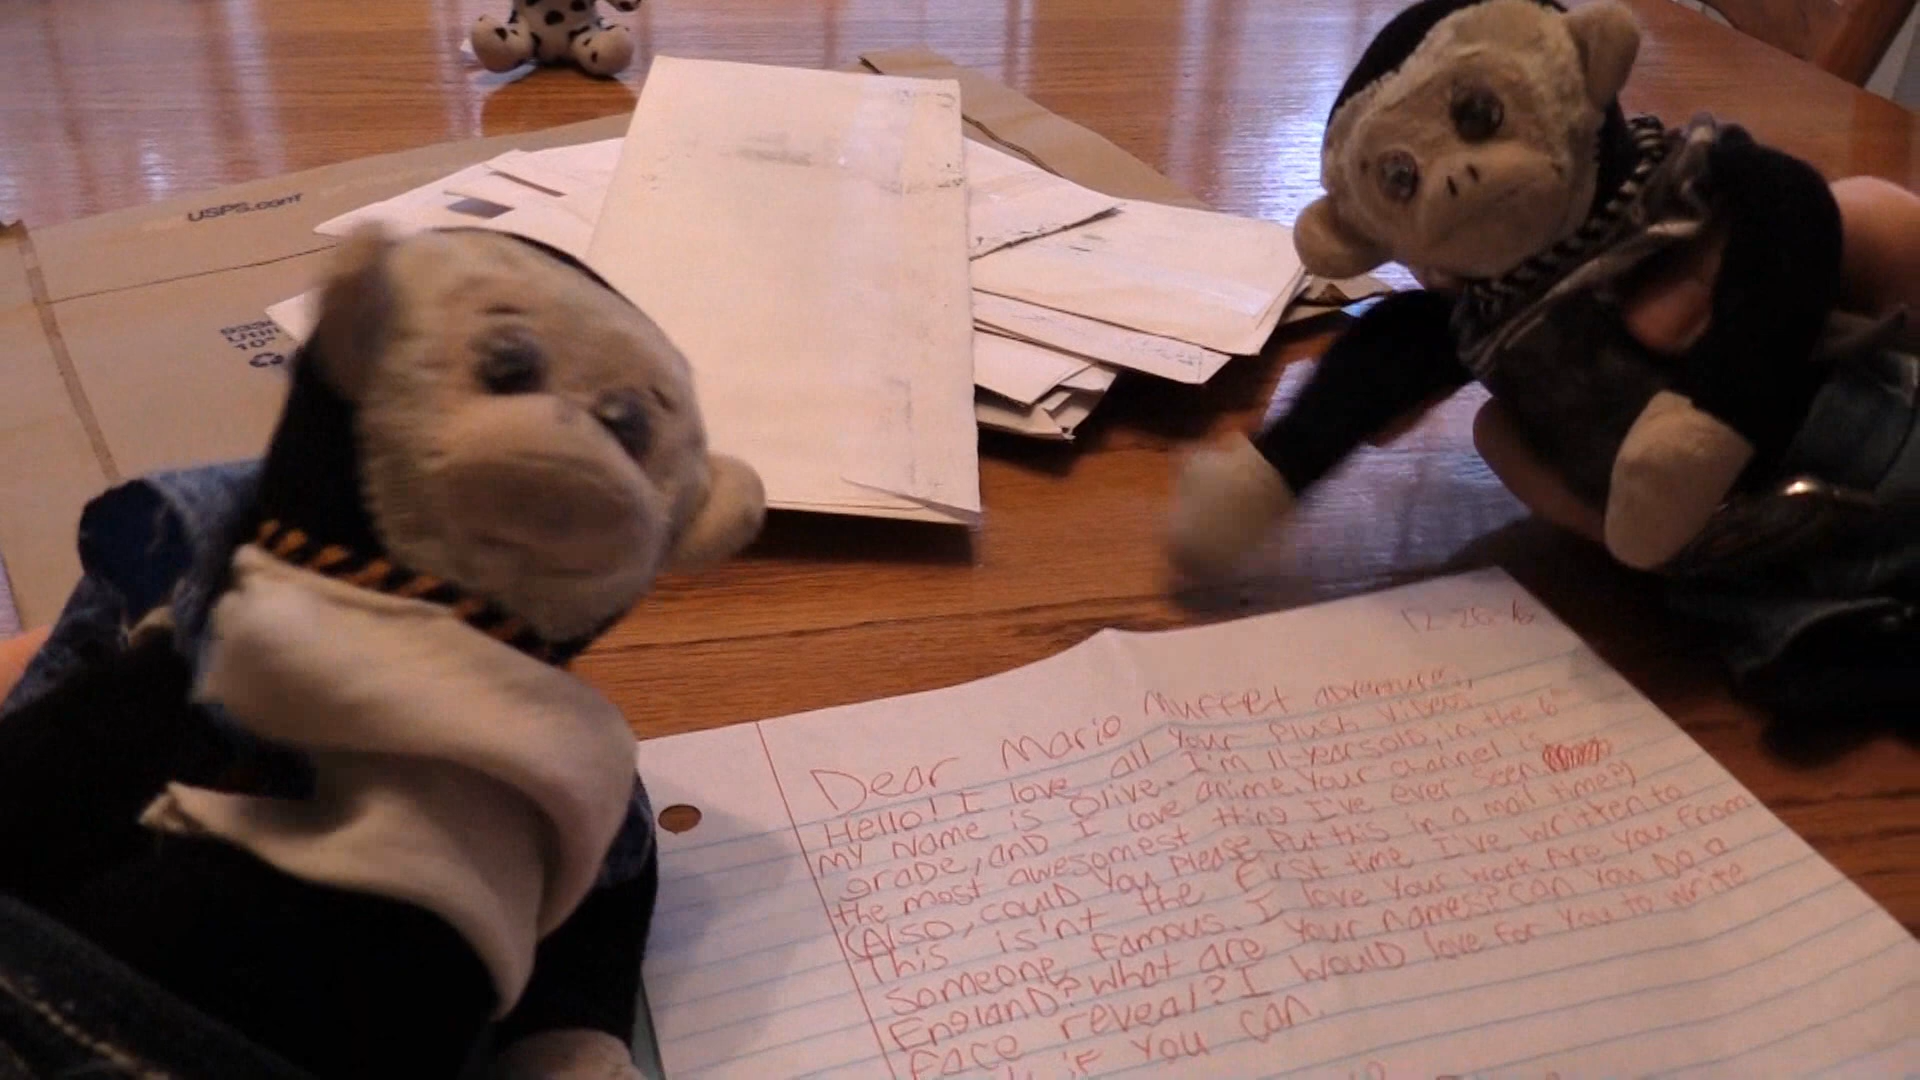 USPS.com
12-26-16
Dear Mario Muffet adventures,
Hello! I love all your plush videos.
My name is Olive. I'm 11-years old, in the 6th
grade, and I love anime. Your channel is
the most awesomest thing I've ever seen
(Also, could you please put this in a mail time?)
This is'nt the first time I've written to
someone famous. I love your work. Are you from
England? What are your names? Can you do a
face reveal? I would love for you to write
if you can.